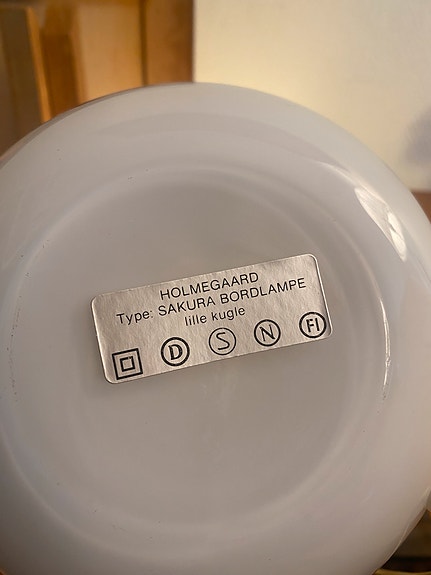 HOLMEGAARD
Type: SAKURA BORDLAMPE
lille kugle
D S N FI